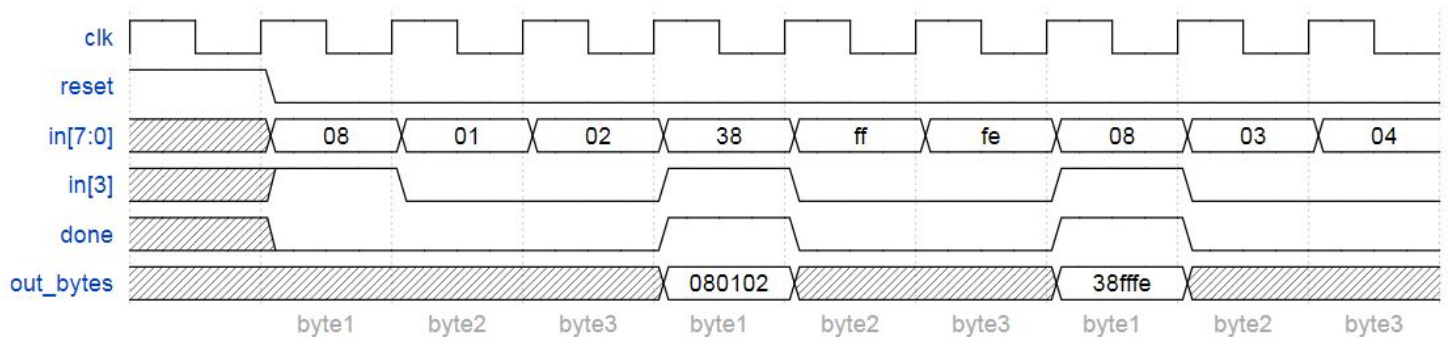 clk
reset
in[7:0] 08 01 02 38 ff fe 08 03 04
in[3]
done
out_bytes 080102 38fffe
byte1 byte2 byte3 byte1 byte2 byte3 byte1 byte2 byte3